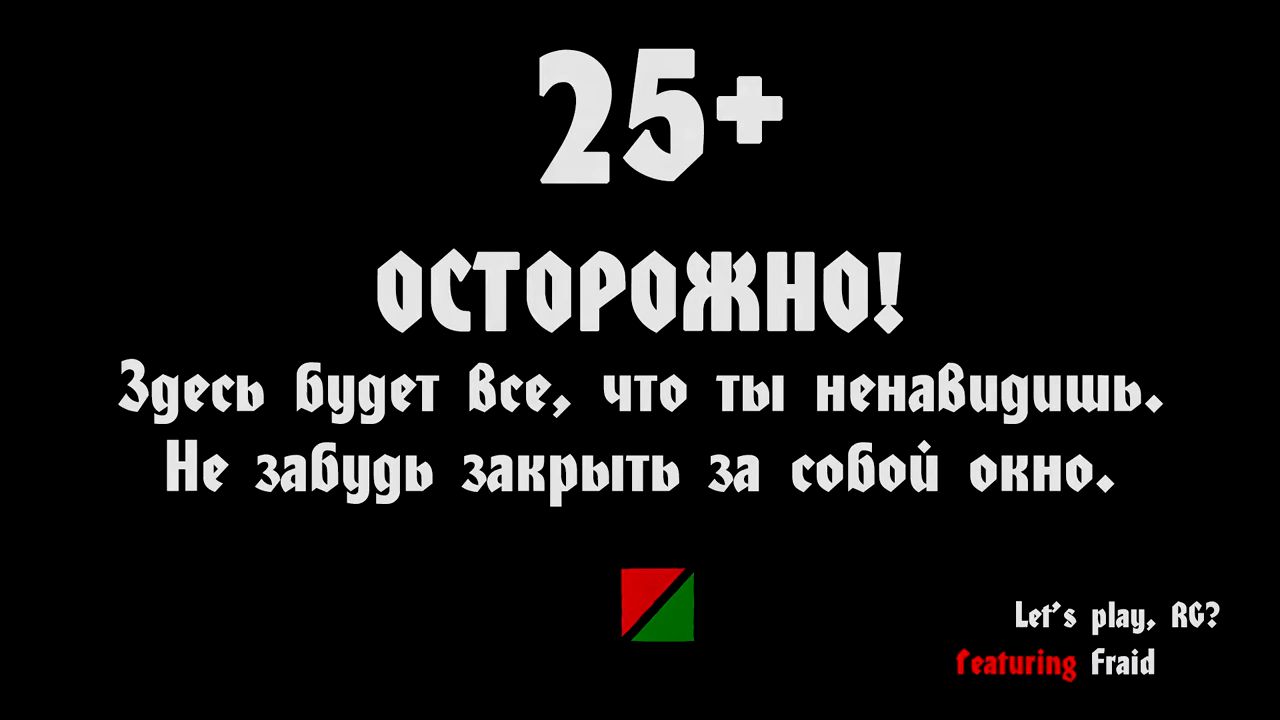 25+
ОСТОРОЖНО!
Здесь будет все, что ты ненавидишь.
Не забудь закрыть за собой окно.
Let's play, RG?
featuring Fraid